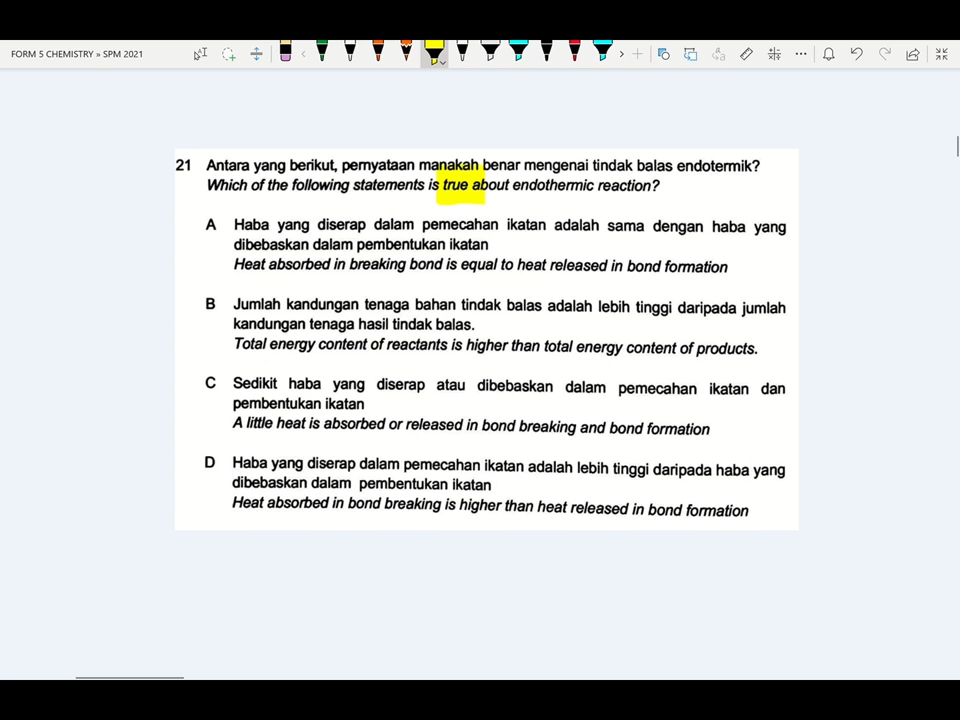 FORM 5 CHEMISTRY » SPM 2021
21 Antara yang berikut, pernyataan manakah benar mengenai tindak balas endotermik?
Which of the following statements is true about endothermic reaction?
A Haba yang diserap dalam pemecahan ikatan adalah sama dengan haba yang
dibebaskan dalam pembentukan ikatan
Heat absorbed in breaking bond is equal to heat released in bond formation
B Jumlah kandungan tenaga bahan tindak balas adalah lebih tinggi daripada jumlah
kandungan tenaga hasil tindak balas.
Total energy content of reactants is higher than total energy content of products.
C Sedikit haba yang diserap atau dibebaskan dalam pemecahan ikatan dan
pembentukan ikatan
A little heat is absorbed or released in bond breaking and bond formation
D Haba yang diserap dalam pemecahan ikatan adalah lebih tinggi daripada haba yang
dibebaskan dalam pembentukan ikatan
Heat absorbed in bond breaking is higher than heat released in bond formation